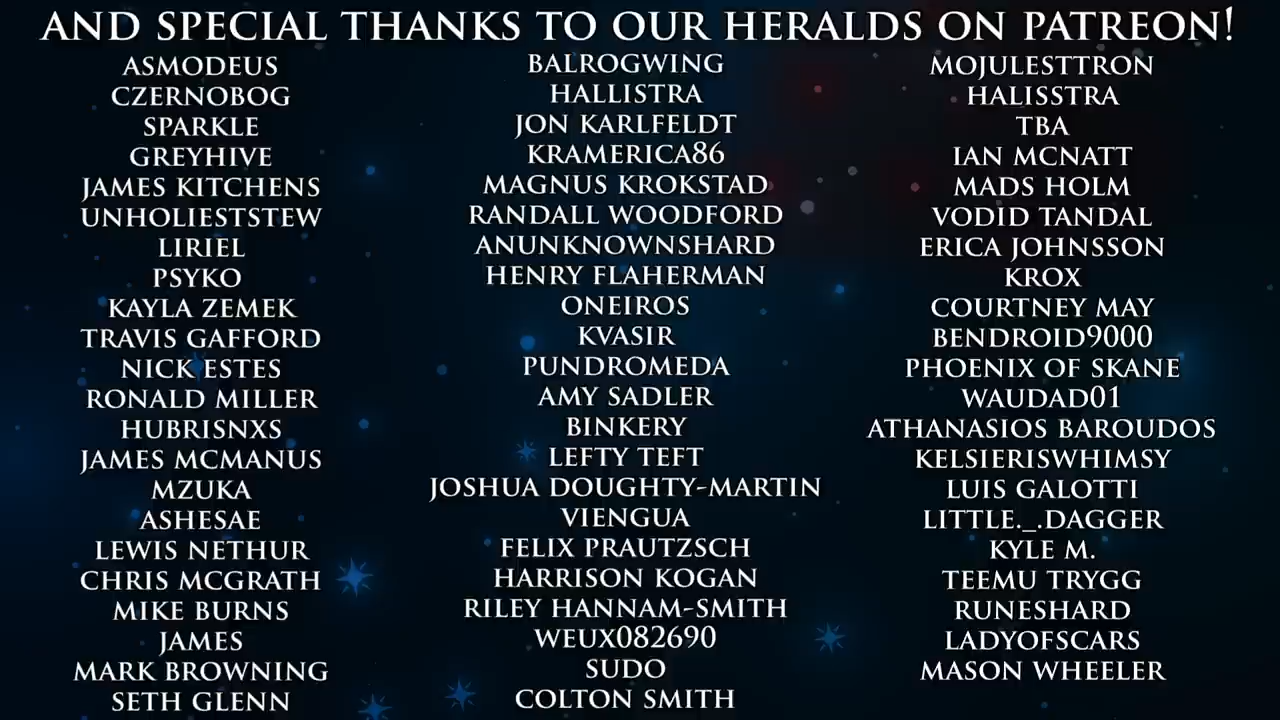 AND SPECIAL THANKS TO OUR HERALDS ON PATREON!
ASMODEUS
CZERNOBOG
SPARKLE
GREYHIVE
JAMES KITCHENS
UNHOLIESTSTEW
LIRIEL
PSYKO
KAYLA ZEMEK
TRAVIS GAFFORD
NICK ESTES
RONALD MILLER
HUBRISNXS
JAMES MCMANUS
MZUKA
ASHESAE
LEWIS NETHUR
CHRIS MCGRATH
MIKE BURNS
JAMES
MARK BROWNING
SETH GLENN
BALROGWING
HALLISTRA
JON KARLFELDT
KRAMERICA86
MAGNUS KROKSTAD
RANDALL WOODFORD
ANUNKNOWNSHARD
HENRY FLAHERMAN
ONEIROS
KVASIR
PUNDROMEDA
AMY SADLER
BINKERY
LEFTY TEFT
JOSHUA DOUGHTY-MARTIN
VIENGUA
FELIX PRAUTZSCH
HARRISON KOGAN
RILEY HANNAM-SMITH
WEUX082690
SUDO
COLTON SMITH
MOJULESTTRON
HALISSTRA
TBA
IAN MCNATT
MADS HOLM
VODID TANDAL
ERICA JOHNSSON
KROX
COURTNEY MAY
BENDROID9000
PHOENIX OF SKANE
WAUDAD01
ATHANASIOS BAROUDOS
KELSIERISWHIMSY
LUIS GALOTTI
LITTLE._.DAGGER
KYLE M.
TEEMU TRYGG
RUNESHARD
LADYOFSCARS
MASON WHEELER